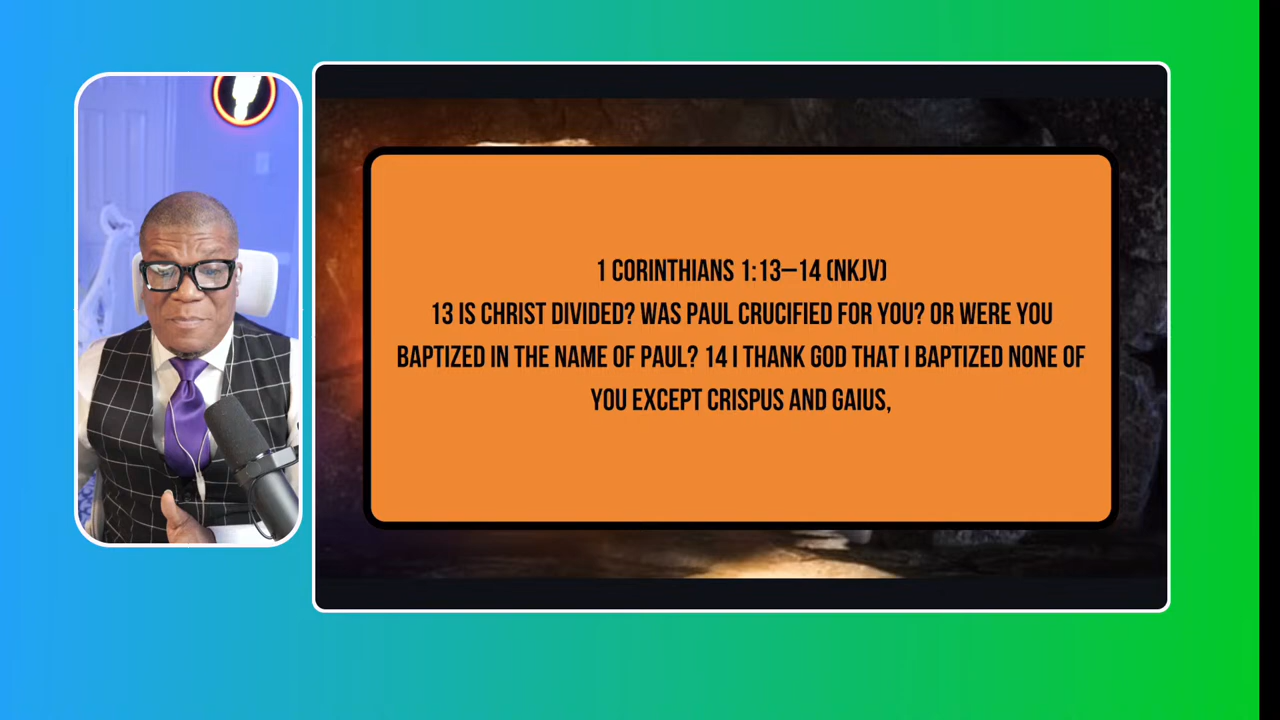 1 CORINTHIANS 1:13–14 (NKJV)
13 IS CHRIST DIVIDED? WAS PAUL CRUCIFIED FOR YOU? OR WERE YOU
BAPTIZED IN THE NAME OF PAUL? 14 I THANK GOD THAT I BAPTIZED NONE OF
YOU EXCEPT CRISPUS AND GAIUS,